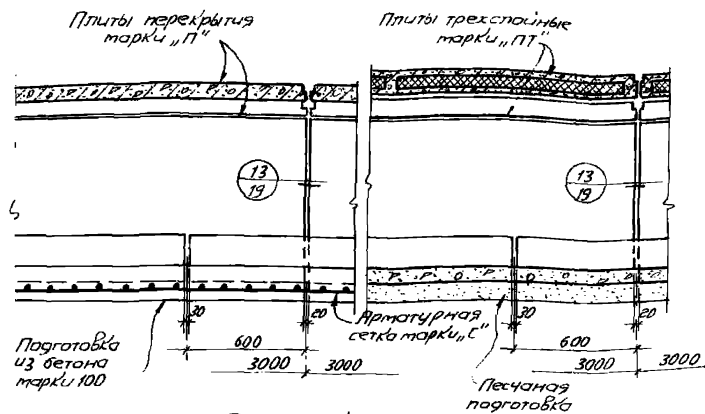 Плиты перекрытия
марки „П"
Плиты трехслойные
марки „ПТ"
13
19
13
19
30
20
30
20
Арматурная
сетка марки „С"
600
600
Подготовка
из бетона
марки 100
3000
3000
3000
3000
Песчаная
подготовка